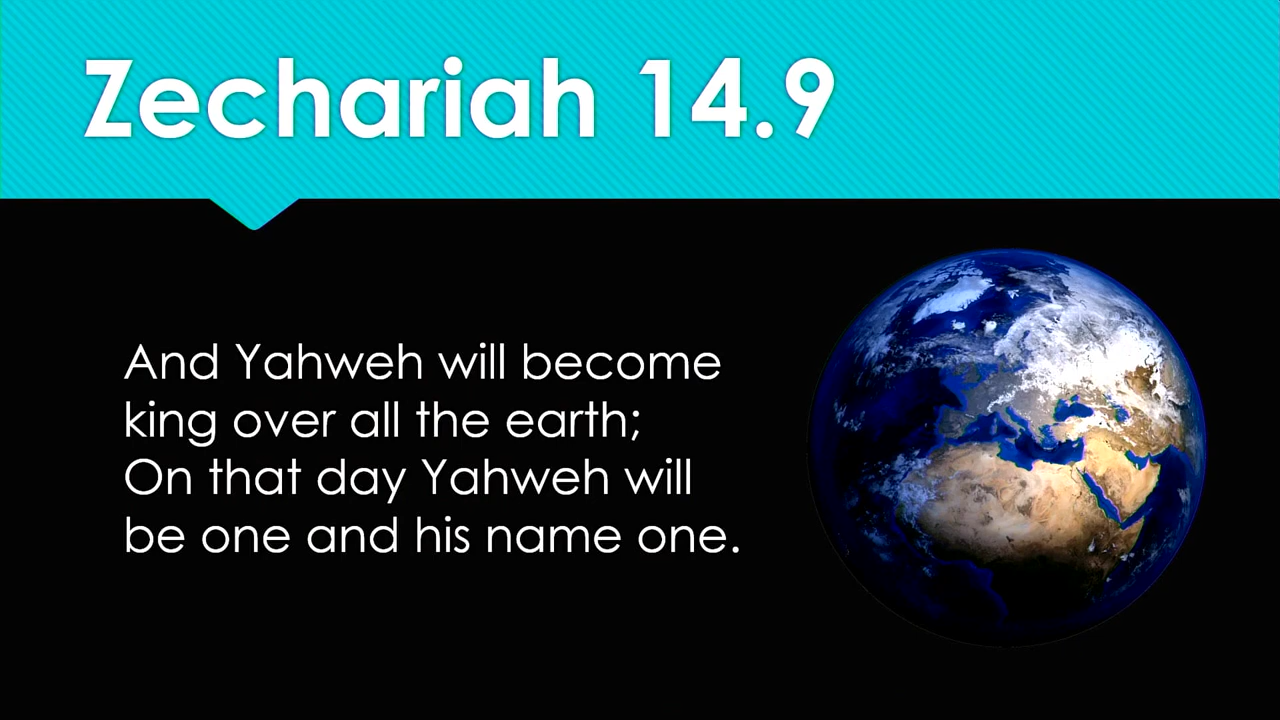 Zechariah 14.9
And Yahweh will become
king over all the earth;
On that day Yahweh will
be one and his name one.